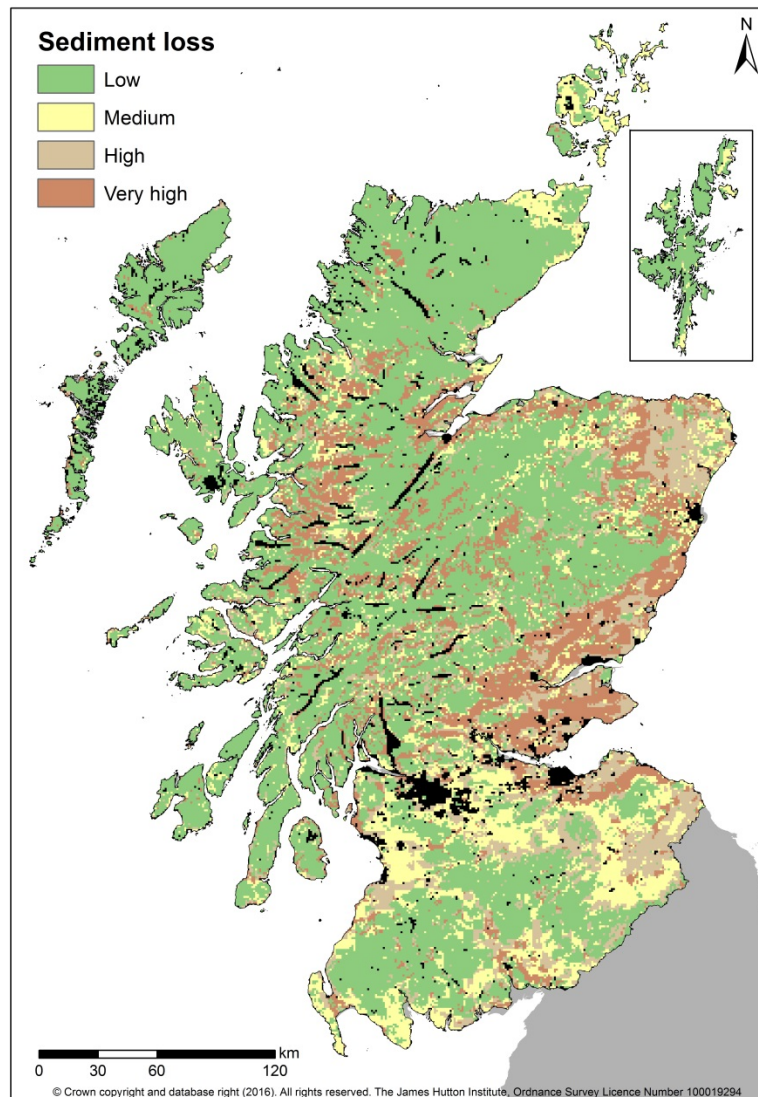 Sediment loss
Low
Medium
High
Very high
N
km
0 30 60 120
© Crown copyright and database right (2016). All rights reserved. The James Hutton Institute, Ordnance Survey Licence Number 100019294